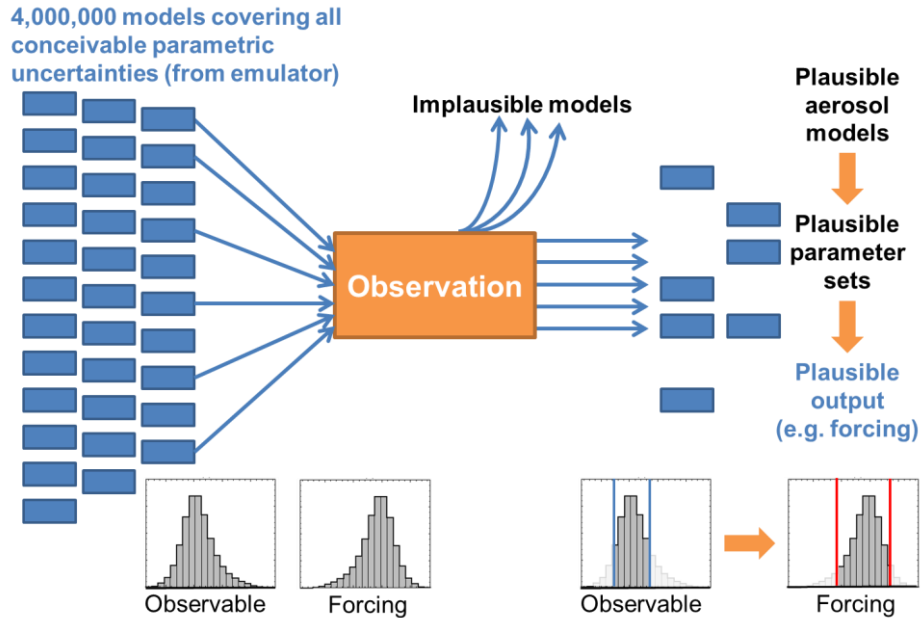 4,000,000 models covering all
conceivable parametric
uncertainties (from emulator)
Implausible models
Plausible
aerosol
models
Observation
Plausible
parameter
sets
Plausible
output
(e.g. forcing)
Observable
Forcing
Observable
Forcing